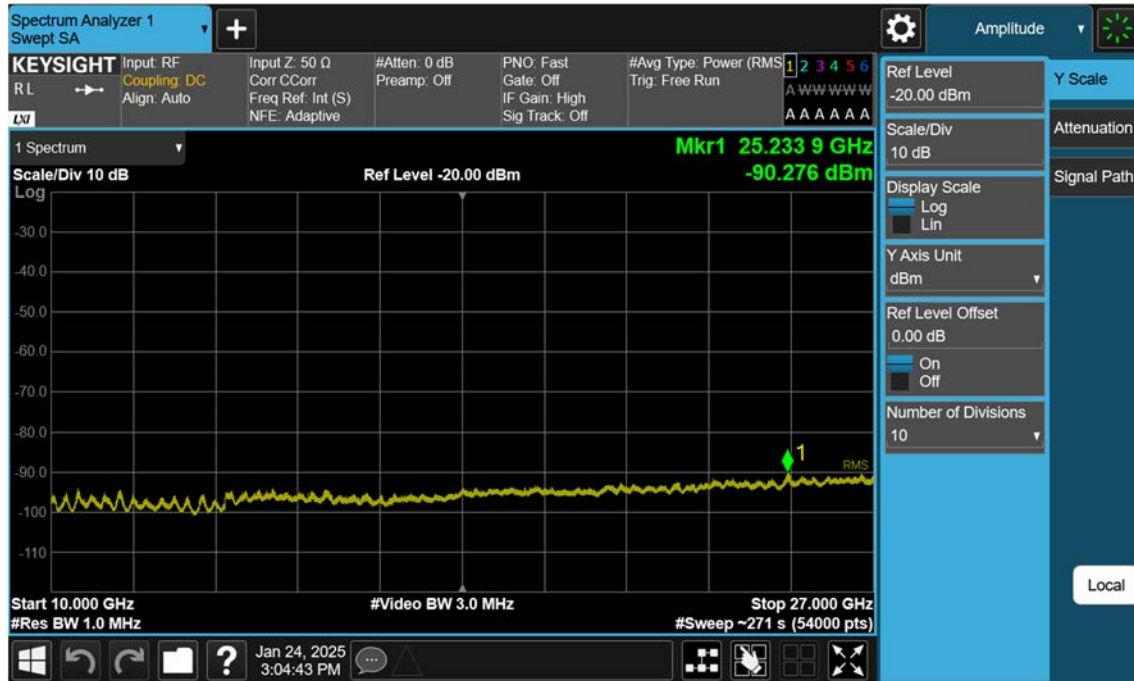 Spectrum Analyzer 1
Swept SA
Amplitude
KEYSIGHT
RL
LXI
Input: RF
Coupling: DC
Align: Auto
Input Z: 50 Ω
Corr CCorr
Freq Ref: Int (S)
NFE: Adaptive
#Atten: 0 dB
Preamp: Off
PNO: Fast
Gate: Off
IF Gain: High
Sig Track: Off
#Avg Type: Power (RMS
Trig: Free Run
1 2 3 4 5 6
A W W W W W
A A A A A A
1 Spectrum
Mkr1 25.233 9 GHz
-90.276 dBm
Scale/Div 10 dB
Ref Level -20.00 dBm
Log
-30.0
-40.0
-50.0
-60.0
-70.0
-80.0
-90.0
-100
-110
1
RMS
Start 10.000 GHz
#Video BW 3.0 MHz
Stop 27.000 GHz
#Res BW 1.0 MHz
#Sweep ~271 s (54000 pts)
Ref Level
-20.00 dBm
Scale/Div
10 dB
Display Scale
Log
Lin
Y Axis Unit
dBm
Ref Level Offset
0.00 dB
On
Off
Number of Divisions
10
Y Scale
Attenuation
Signal Path
Local
?
Jan 24, 2025
3:04:43 PM